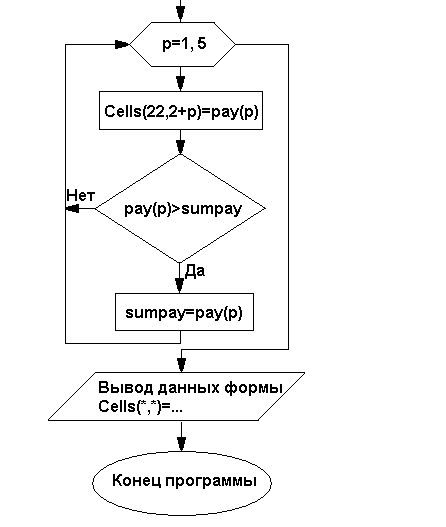 p=1, 5
Cells(22,2+p)=pay(p)
Нет
pay(p)>sumpay
Да
sumpay=pay(p)
Вывод данных формы
Cells(*,*)=...
Конец программы